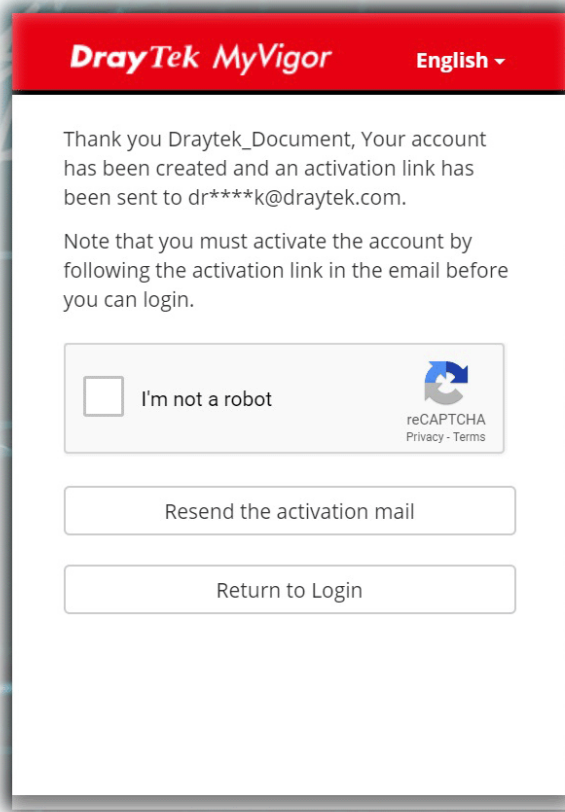 DrayTek MyVigor
English
Thank you Draytek_Document, Your account
has been created and an activation link has
been sent to dr****k@draytek.com.
Note that you must activate the account by
following the activation link in the email before
you can login.
I'm not a robot
reCAPTCHA
Privacy - Terms
Resend the activation mail
Return to Login